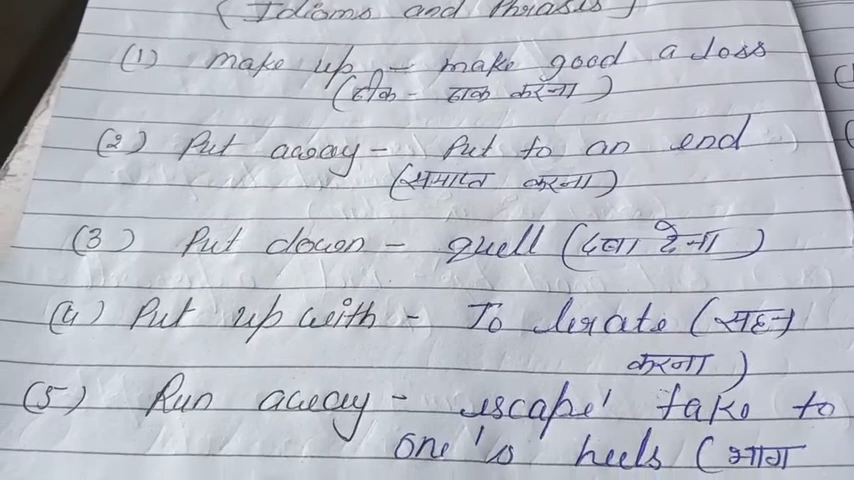 (Idioms and Phrases)
(1) make up - make good a loss
(ठीक - ठाक करना)
(2) Put away - Put to an end
(समाप्त करना)
(3) Put down - quell (दबा देना)
(4) Put up with - To lerate (सहन
करना)
(5) Run away - escape' take to
one's heels (भाग